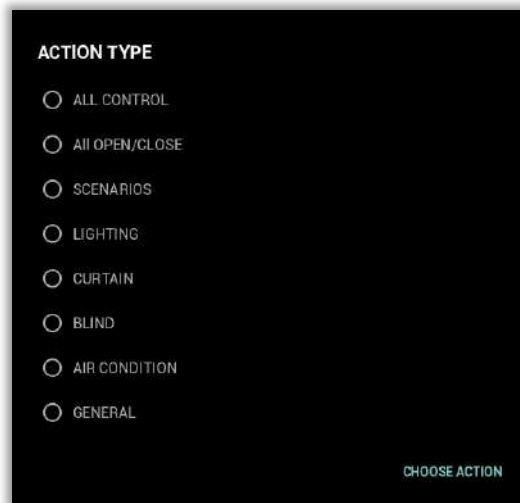 ACTION TYPE
ALL CONTROL
All OPEN/CLOSE
SCENARIOS
LIGHTING
CURTAIN
BLIND
AIR CONDITION
GENERAL
CHOOSE ACTION